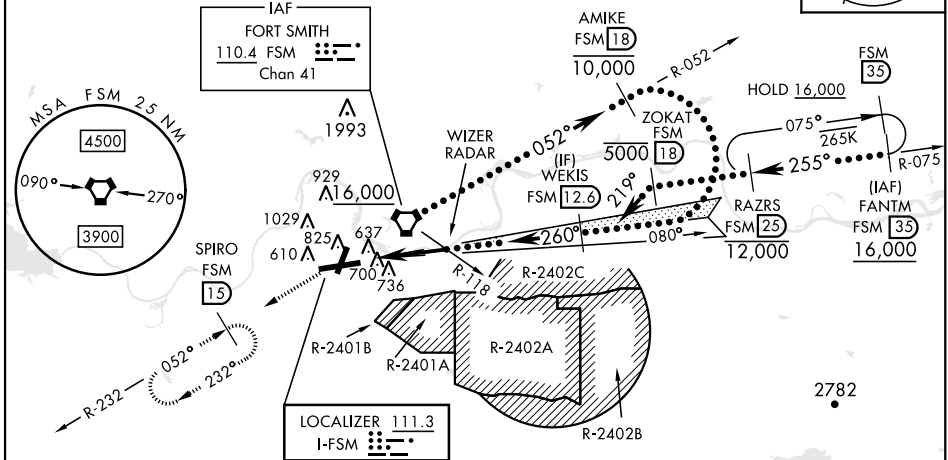 IAF
FORT SMITH
110.4 FSM
Chan 41
1993
MSA FSM 25 NM
4500
090°
270°
3900
929
16,000
1029
825
637
610
700
736
SPIRO
FSM
15
R-232
052°
232°
WIZER
RADAR
052°
AMIKE
FSM 18
10,000
R-052
ZOKAT
FSM
5000 18
219°
(IF)
WEKIS
FSM 12.6
260°
080°
R-118
HOLD 16,000
075°
265K
255°
R-075
FSM
35
RAZRS
FSM 25
12,000
(IAF)
FANTM
FSM 35
16,000
R-2402C
R-2401B
R-2401A
R-2402A
R-2402B
2782
LOCALIZER 111.3
I-FSM